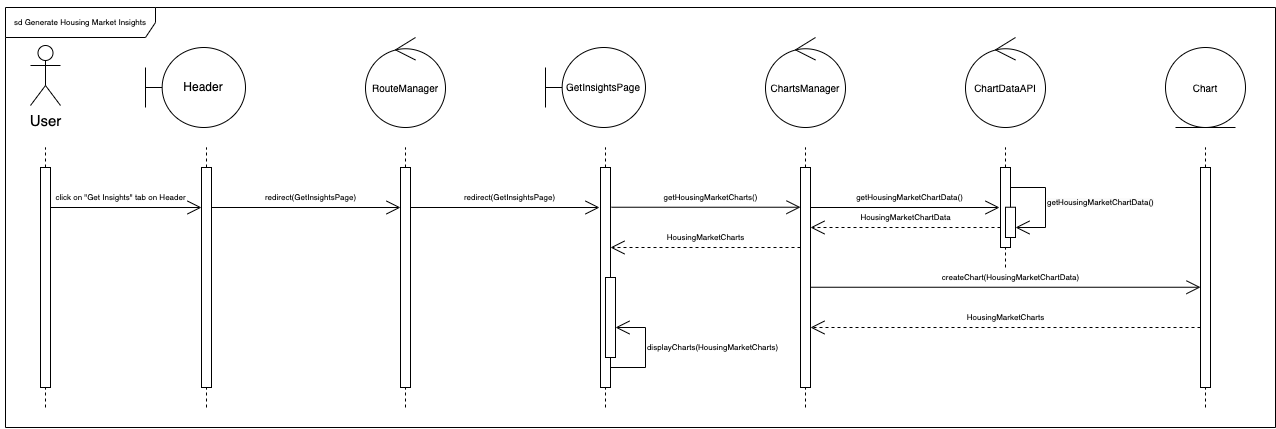 sd Generate Housing Market Insights
User
Header
RouteManager
GetInsightsPage
ChartsManager
ChartDataAPI
Chart
click on "Get Insights" tab on Header
redirect(GetInsightsPage)
redirect(GetInsightsPage)
getHousingMarketCharts()
getHousingMarketChartData()
getHousingMarketChartData()
HousingMarketChartData
HousingMarketCharts
createChart(HousingMarketChartData)
HousingMarketCharts
displayCharts(HousingMarketCharts)